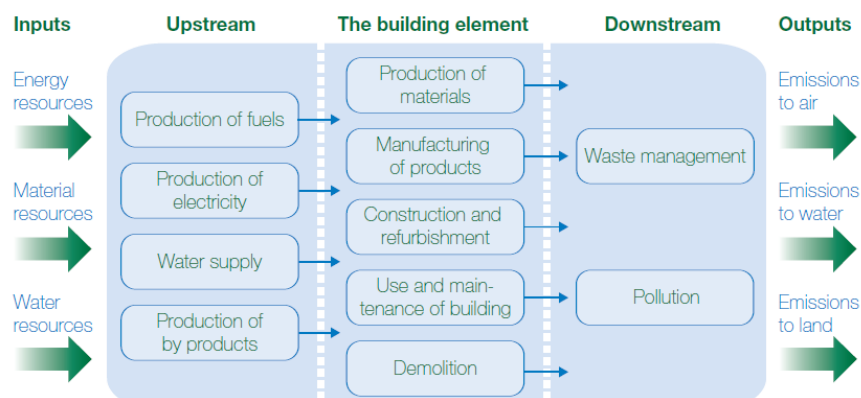 Inputs
Upstream
The building element
Downstream
Outputs
Energy
resources
Material
resources
Water
resources
Production of fuels
Production of
electricity
Water supply
Production of
by products
Production of
materials
Manufacturing
of products
Construction and
refurbishment
Use and main-
tenance of building
Demolition
Waste management
Pollution
Emissions
to air
Emissions
to water
Emissions
to land